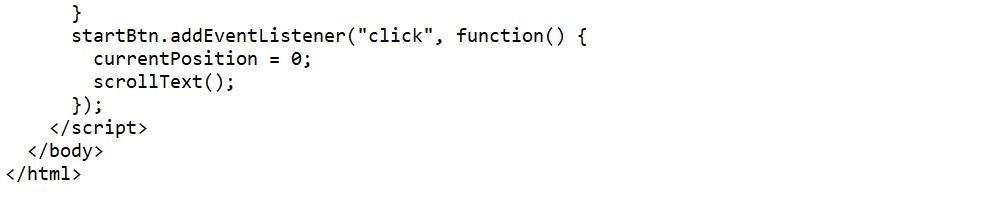 }
      startBtn.addEventListener("click", function() {
        currentPosition = 0;
        scrollText();
      });
    </script>
  </body>
</html>